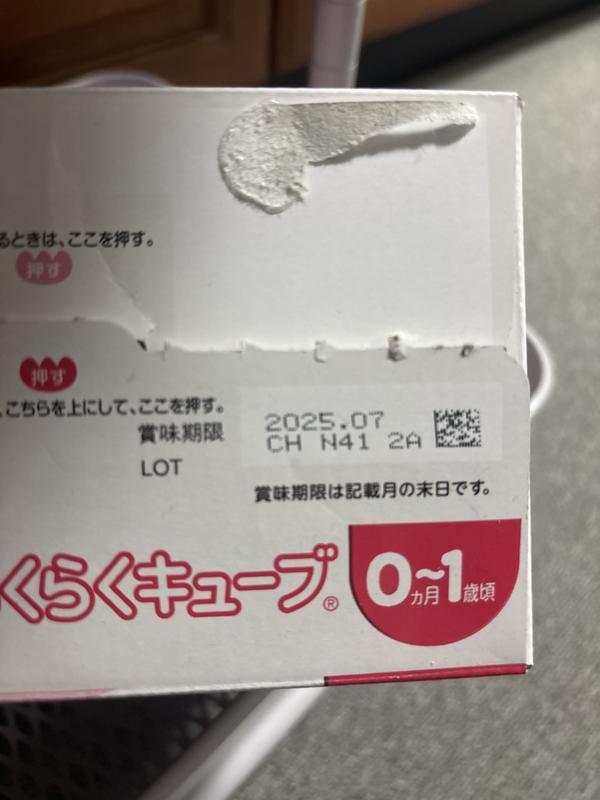 るときは、ここを押す。
押す
押す
こちらを上にして、ここを押す。
賞味期限
2025.07
CH N41 2A
LOT
賞味期限は記載月の末日です。
くらくキューブ®
0カ月~1歳頃